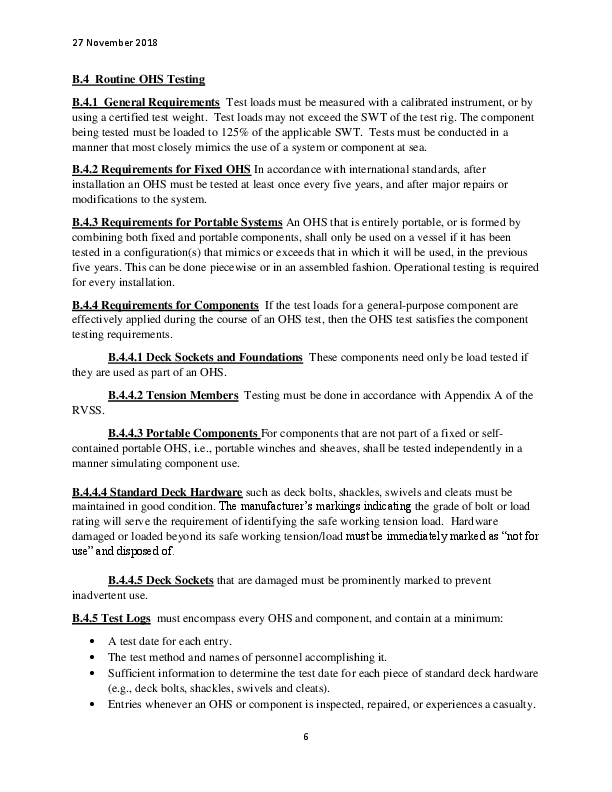 27 November 2018
B.4 Routine OHS Testing
B.4.1 General Requirements Test loads must be measured with a calibrated instrument, or by
using a certified test weight. Test loads may not exceed the SWT of the test rig. The component
being tested must be loaded to 125% of the applicable SWT. Tests must be conducted in a
manner that most closely mimics the use of a system or component at sea.
B.4.2 Requirements for Fixed OHS In accordance with international standards, after
installation an OHS must be tested at least once every five years, and after major repairs or
modifications to the system.
B.4.3 Requirements for Portable Systems An OHS that is entirely portable, or is formed by
combining both fixed and portable components, shall only be used on a vessel if it has been
tested in a configuration(s) that mimics or exceeds that in which it will be used, in the previous
five years. This can be done piecewise or in an assembled fashion. Operational testing is required
for every installation.
B.4.4 Requirements for Components If the test loads for a general-purpose component are
effectively applied during the course of an OHS test, then the OHS test satisfies the component
testing requirements.
B.4.4.1 Deck Sockets and Foundations These components need only be load tested if
they are used as part of an OHS.
B.4.4.2 Tension Members Testing must be done in accordance with Appendix A of the
RVSS.
B.4.4.3 Portable Components For components that are not part of a fixed or self-
contained portable OHS, i.e., portable winches and sheaves, shall be tested independently in a
manner simulating component use.
B.4.4.4 Standard Deck Hardware such as deck bolts, shackles, swivels and cleats must be
maintained in good condition. The manufacturer's markings indicating the grade of bolt or load
rating will serve the requirement of identifying the safe working tension load. Hardware
damaged or loaded beyond its safe working tension/load must be immediately marked as “not for
use” and disposed of.
B.4.4.5 Deck Sockets that are damaged must be prominently marked to prevent
inadvertent use.
B.4.5 Test Logs must encompass every OHS and component, and contain at a minimum:
• A test date for each entry.
• The test method and names of personnel accomplishing it.
• Sufficient information to determine the test date for each piece of standard deck hardware
(e.g., deck bolts, shackles, swivels and cleats).
• Entries whenever an OHS or component is inspected, repaired, or experiences a casualty.
6